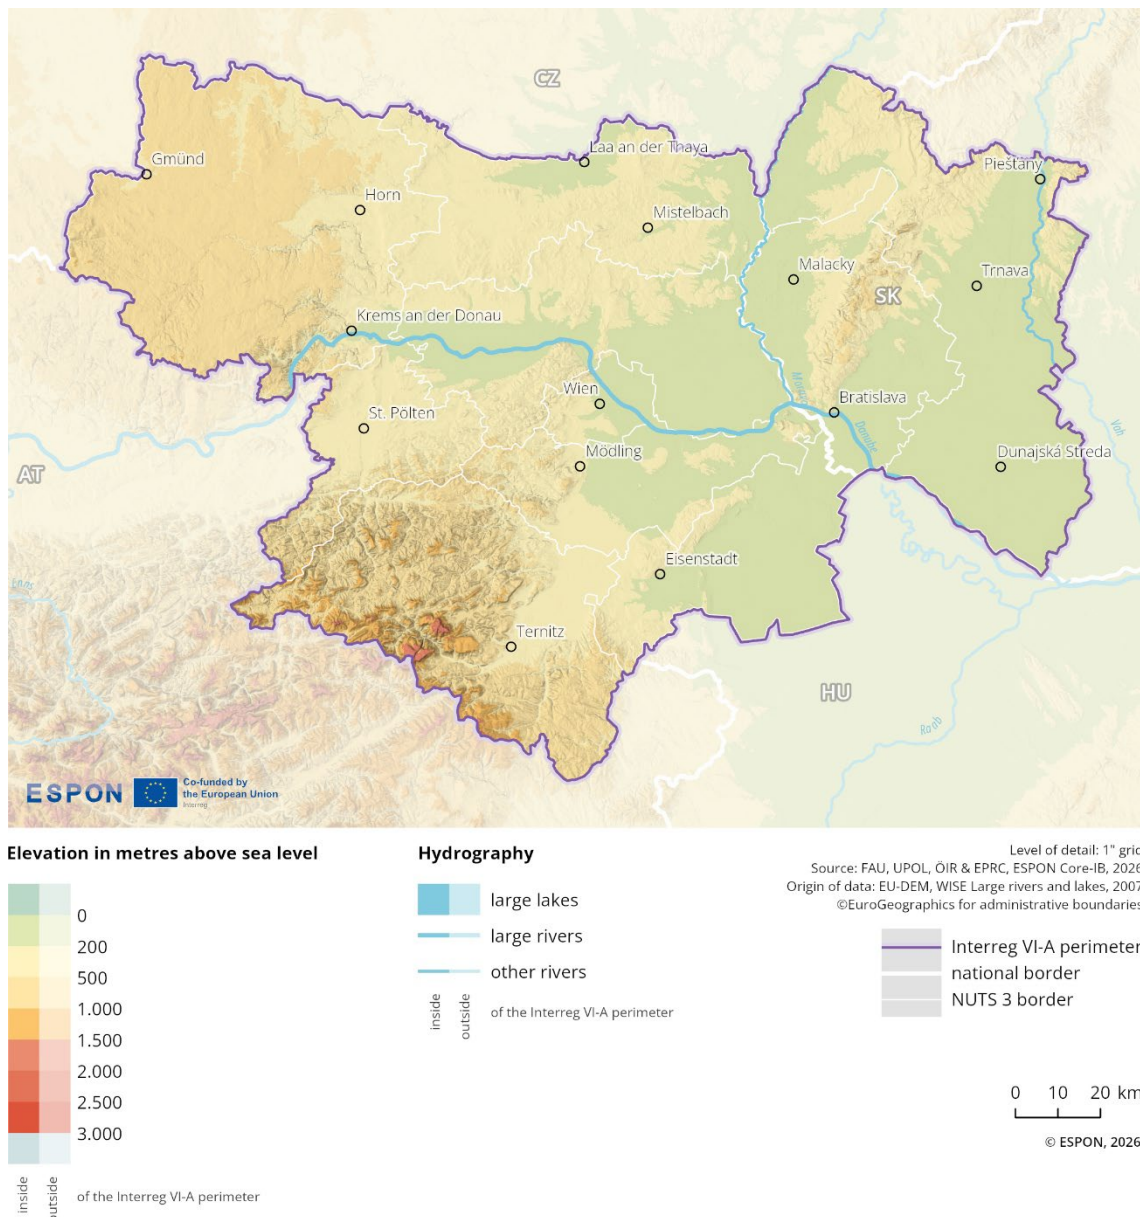 CZ
Laa an der Thaya
Gmünd
Piešťany
Horn
Mistelbach
Malacky
Trnava
SK
Krems an der Donau
Wien
Bratislava
St. Pölten
Danube
Vah
Mödling
Dunajská Streda
AT
Eisenstadt
Enns
Ternitz
HU
Raab
ESPON
Co-funded by
the European Union
Interreg
Elevation in metres above sea level
0
200
500
1.000
1.500
2.000
2.500
3.000
inside
outside
of the Interreg VI-A perimeter
Hydrography
large lakes
large rivers
other rivers
inside
outside
of the Interreg VI-A perimeter
Level of detail: 1" grid
Source: FAU, UPOL, ÖIR & EPRC, ESPON Core-IB, 2026
Origin of data: EU-DEM, WISE Large rivers and lakes, 2007
©EuroGeographics for administrative boundaries
Interreg VI-A perimeter
national border
NUTS 3 border
0 10 20 km
© ESPON, 2026